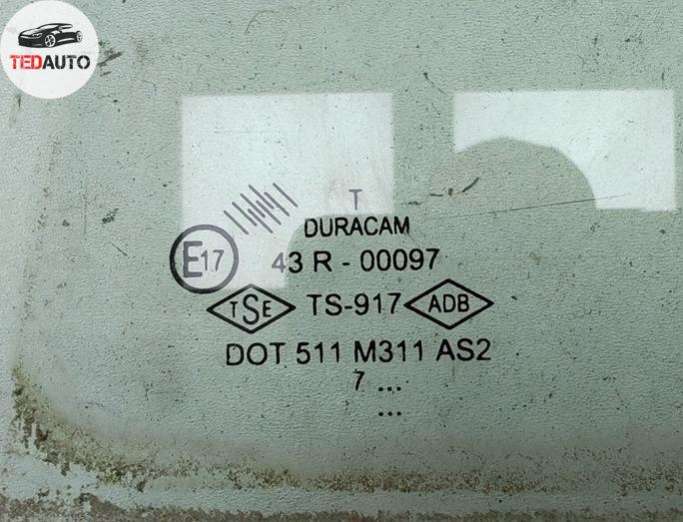 TEDAUTO
T
DURACAM
E17 43 R - 00097
TSE TS-917 ADB
DOT 511 M311 AS2
7 ...
...